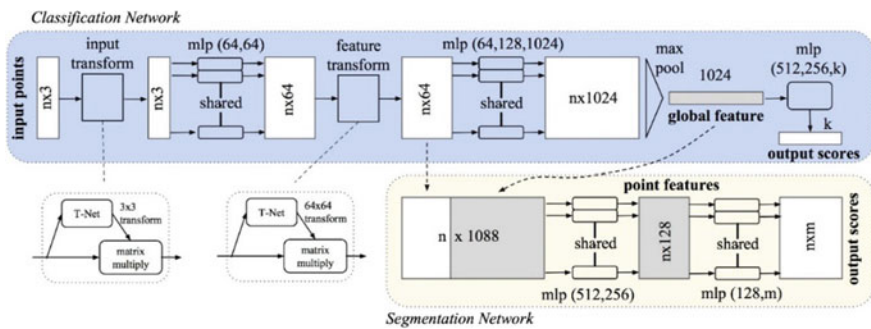 Classification Network
input points
nx3
input
transform
nx3
mlp (64,64)
shared
nx64
feature
transform
nx64
mlp (64,128,1024)
shared
nx1024
max
pool
1024
global feature
mlp
(512,256,k)
k
output scores
T-Net
3x3
transform
matrix
multiply
T-Net
64x64
transform
matrix
multiply
point features
n x 1088
shared
mlp (512,256)
nx128
shared
mlp (128,m)
nxm
output scores
Segmentation Network